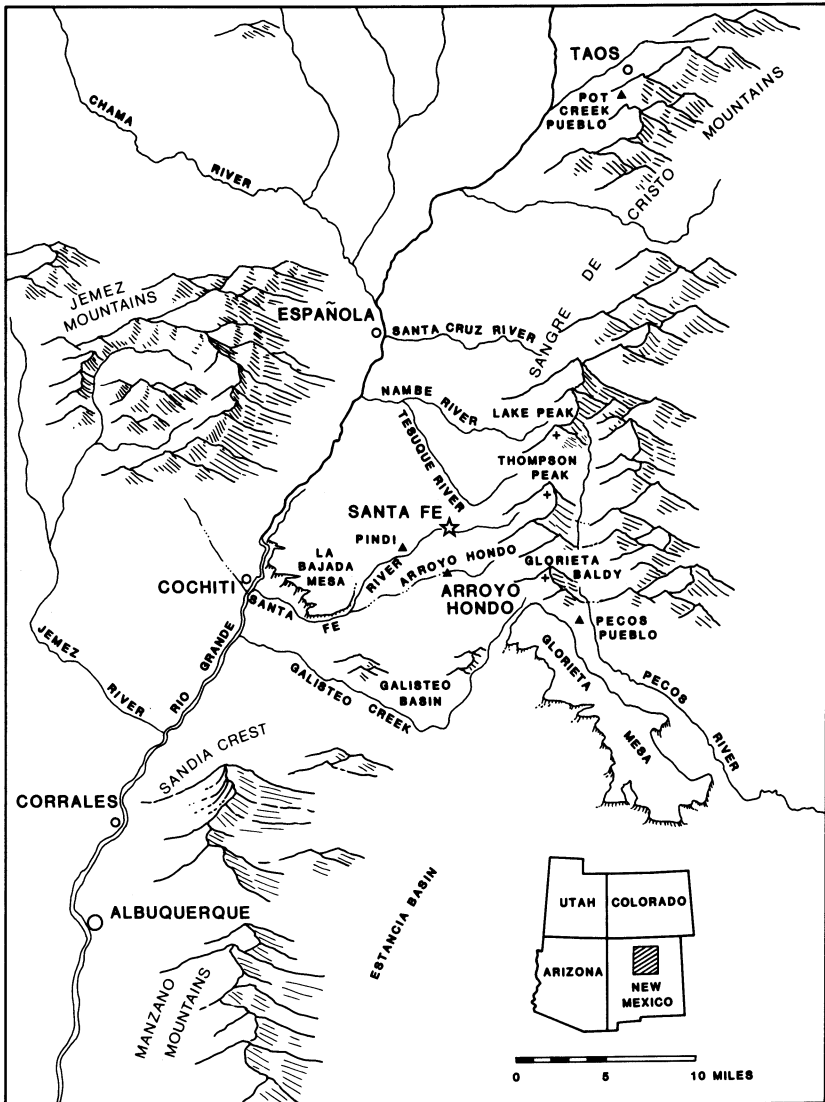 TAOS
POT
CREEK
PUEBLO
MOUNTAINS
CRISTO
DE
SANGRE
CHAMA
RIVER
JEMEZ
MOUNTAINS
ESPAÑOLA
SANTA CRUZ RIVER
NAMBE RIVER
LAKE PEAK
TESUQUE RIVER
THOMPSON
PEAK
SANTA FE
PINDI
LA
BAJADA
MESA
RIVER
ARROYO HONDO
GLORIETA
BALDY
COCHITI
SANTA
FE
ARROYO
HONDO
PECOS
PUEBLO
JEMEZ
RIVER
RIO GRANDE
GALISTEO CREEK
GALISTEO
BASIN
GLORIETA
MESA
PECOS
RIVER
SANDIA CREST
CORRALES
ALBUQUERQUE
ESTANCIA BASIN
MANZANO
MOUNTAINS
UTAH
COLORADO
ARIZONA
NEW
MEXICO
0 5 10 MILES